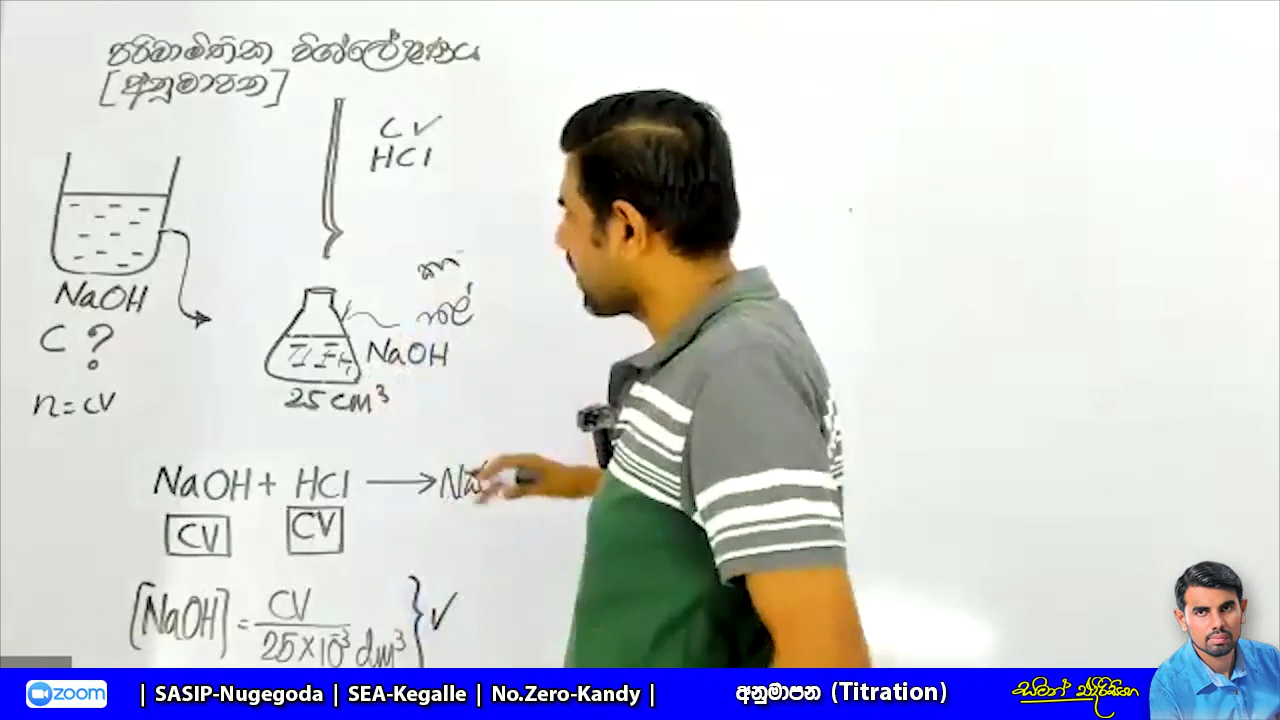 පරිමාමිතික විශ්ලේෂණය
[අනුමාපන]
CV
HCl
NaOH
C ?
n = CV
NaOH
25 cm³
NaOH + HCl ⟶ Na
CV CV
[NaOH] = CV / 25 × 10⁻³ dm³ } ✓
zoom | SASIP-Nugegoda | SEA-Kegalle | No.Zero-Kandy | අනුමාපන (Titration)